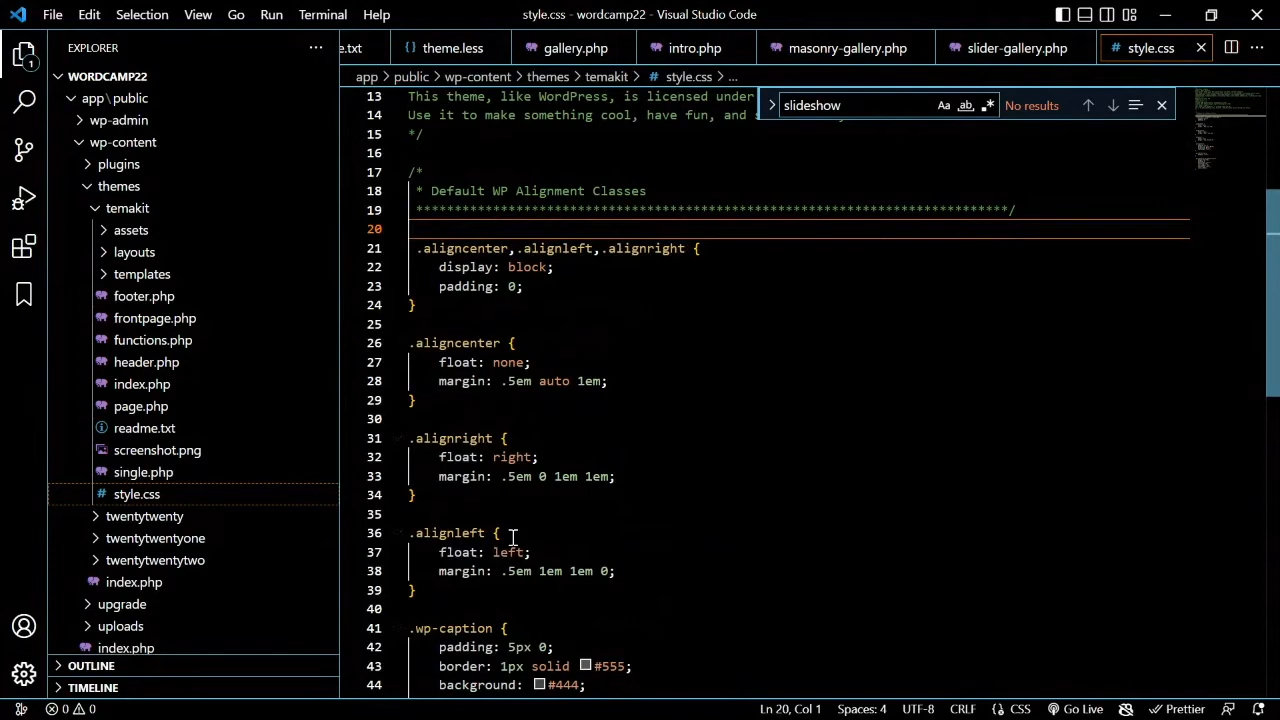 File Edit Selection View Go Run Terminal Help
style.css - wordcamp22 - Visual Studio Code
EXPLORER
1
WORDCAMP22
app\public
wp-admin
wp-content
plugins
themes
temakit
assets
layouts
templates
footer.php
frontpage.php
functions.php
header.php
index.php
page.php
readme.txt
screenshot.png
single.php
style.css
twentytwenty
twentytwentyone
twentytwentytwo
index.php
upgrade
uploads
index.php
OUTLINE
TIMELINE
e.txt theme.less gallery.php intro.php masonry-gallery.php slider-gallery.php style.css
app > public > wp-content > themes > temakit > # style.css > ...
slideshow Aa ab No results
13 This theme, like WordPress, is licensed under
14 Use it to make something cool, have fun, and
15 */
16
17 /*
18 * Default WP Alignment Classes
19 *****************************************************************************/
20
21 .aligncenter,.alignleft,.alignright {
22 display: block;
23 padding: 0;
24 }
25
26 .aligncenter {
27 float: none;
28 margin: .5em auto 1em;
29 }
30
31 .alignright {
32 float: right;
33 margin: .5em 0 1em 1em;
34 }
35
36 .alignleft {
37 float: left;
38 margin: .5em 1em 1em 0;
39 }
40
41 .wp-caption {
42 padding: 5px 0;
43 border: 1px solid #555;
44 background: #444;
0 0 Ln 20, Col 1 Spaces: 4 UTF-8 CRLF {} CSS Go Live Prettier